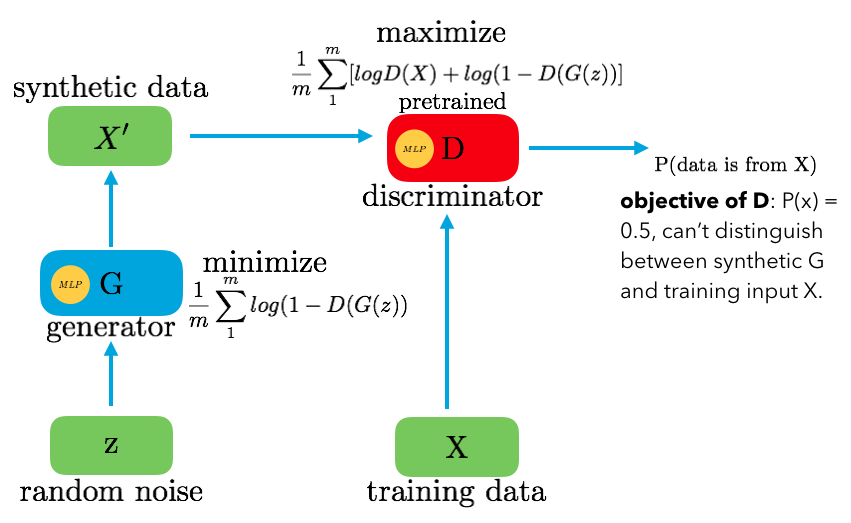 maximize
\frac{1}{m} \sum_{1}^{m} [logD(X) + log(1 − D(G(z))]
pretrained
synthetic data
X′
MLP D
discriminator
P(data is from X)
objective of D: P(x) =
0.5, can’t distinguish
between synthetic G
and training input X.
MLP G
generator
minimize
\frac{1}{m} \sum_{1}^{m} log(1 − D(G(z))
z
random noise
X
training data